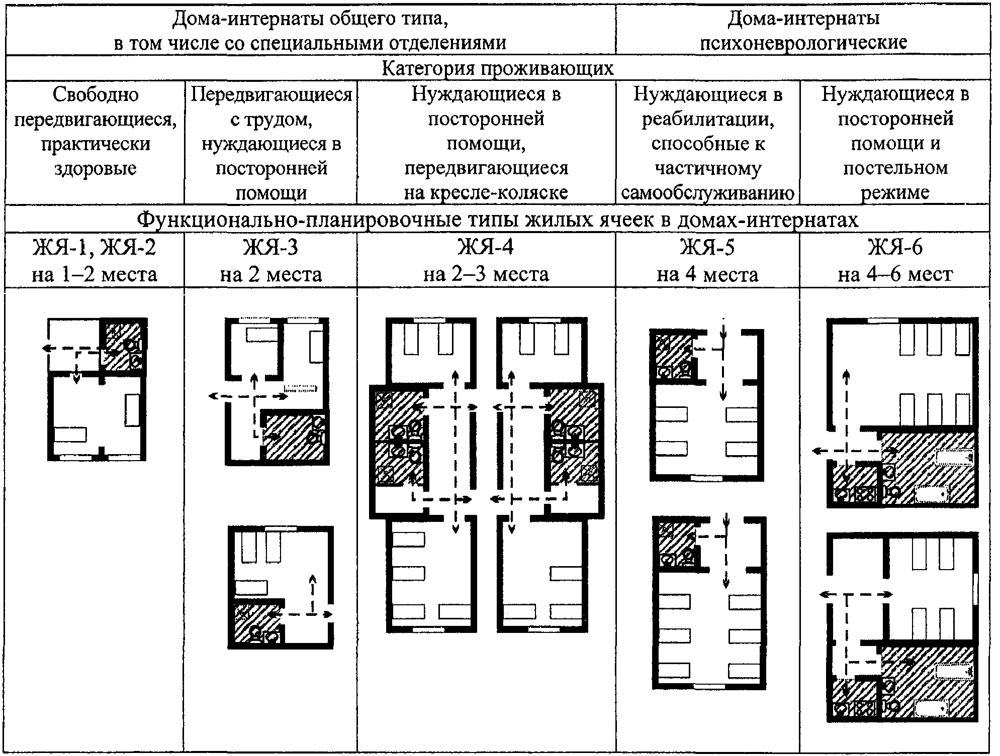 Дома-интернаты общего типа,
в том числе со специальными отделениями
Дома-интернаты
психоневрологические
Категория проживающих
Свободно
передвигающиеся,
практически
здоровые
Передвигающиеся
с трудом,
нуждающиеся в
посторонней
помощи
Нуждающиеся в
посторонней
помощи,
передвигающиеся
на кресле-коляске
Нуждающиеся в
реабилитации,
способные к
частичному
самообслуживанию
Нуждающиеся в
посторонней
помощи и
постельном
режиме
Функционально-планировочные типы жилых ячеек в домах-интернатах
ЖЯ-1, ЖЯ-2
на 1–2 места
ЖЯ-3
на 2 места
ЖЯ-4
на 2–3 места
ЖЯ-5
на 4 места
ЖЯ-6
на 4–6 мест